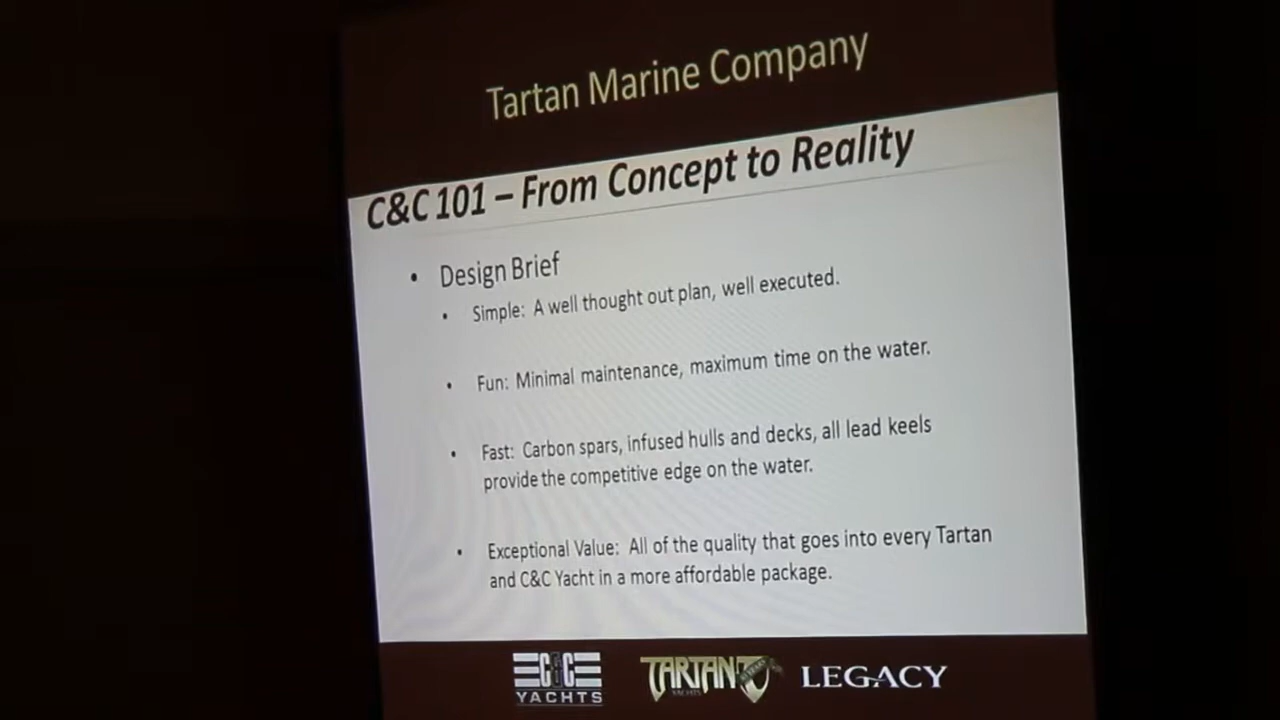 Tartan Marine Company
C&C 101 – From Concept to Reality
• Design Brief
• Simple: A well thought out plan, well executed.
• Fun: Minimal maintenance, maximum time on the water.
• Fast: Carbon spars, infused hulls and decks, all lead keels
provide the competitive edge on the water.
• Exceptional Value: All of the quality that goes into every Tartan
and C&C Yacht in a more affordable package.
C&C
YACHTS
TARTAN
YACHTS
LEGACY